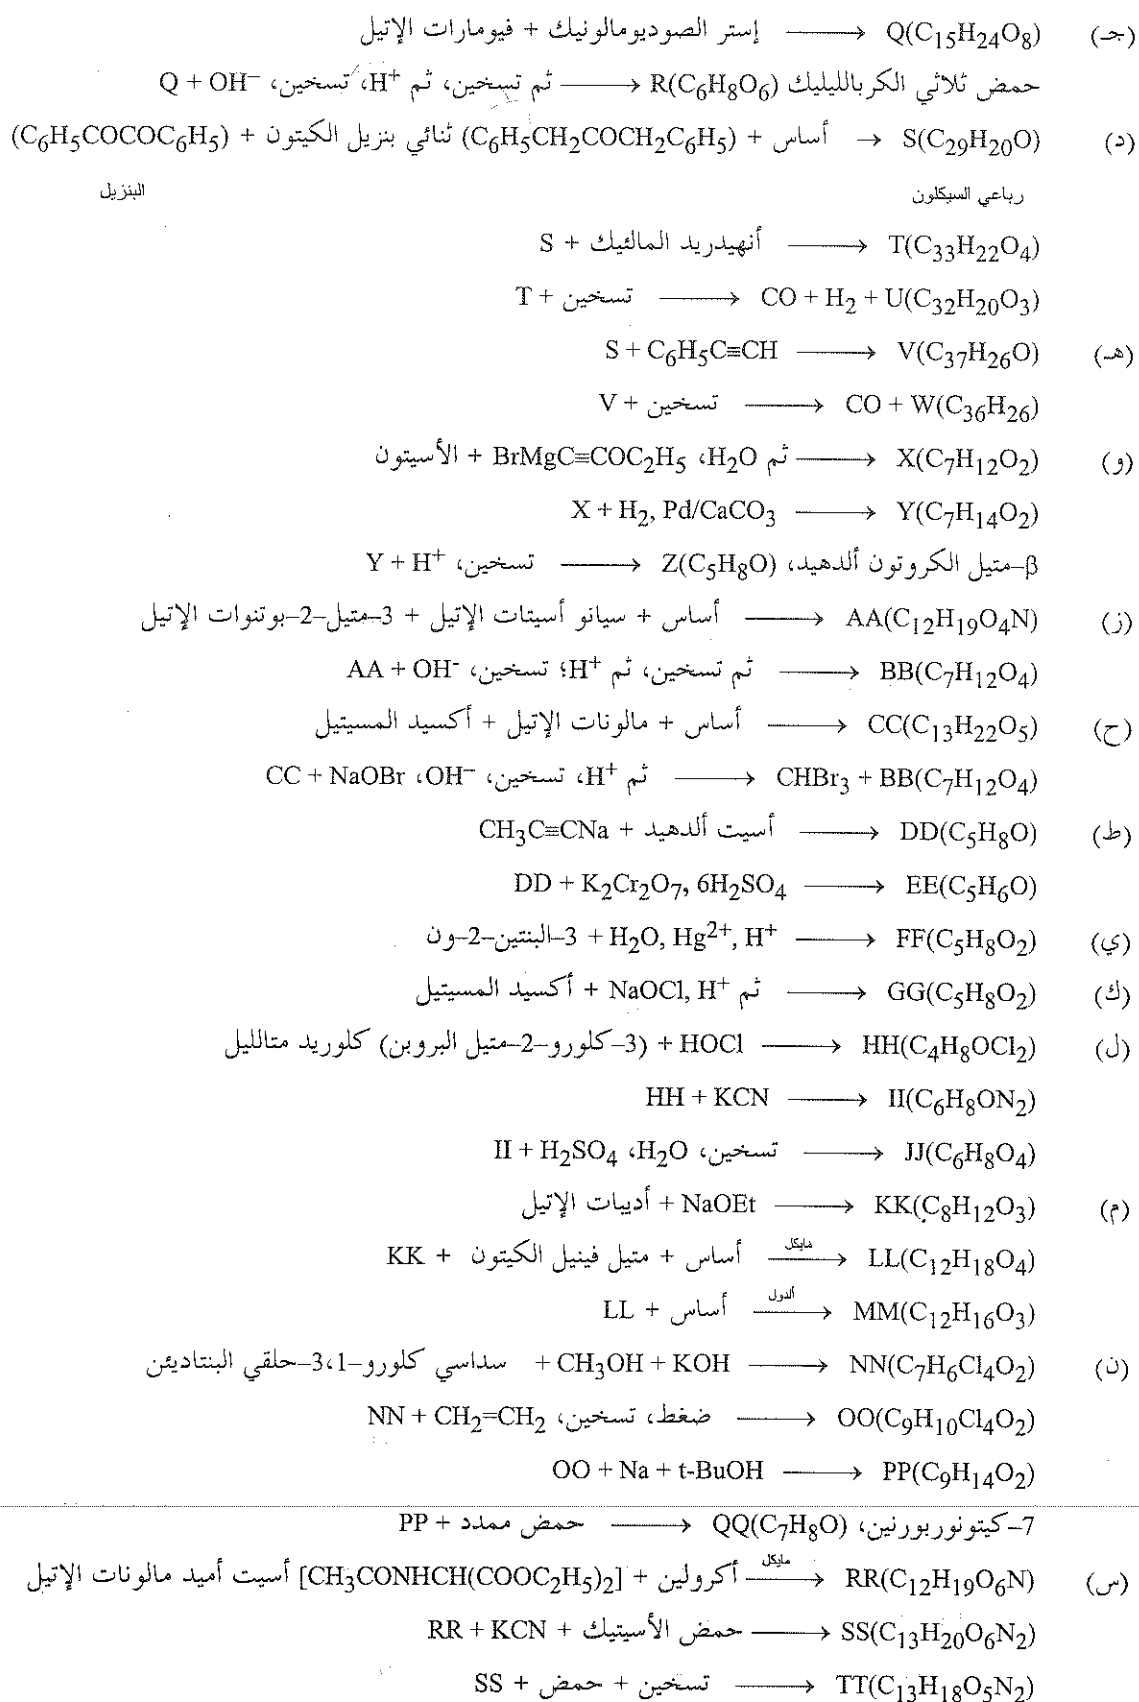 (جـ) إستر الصوديومالونيك + فيومارات الإتيل ⟶ Q(C15H24O8)
حمض ثلاثي الكرباللیليك Q + OH⁻ ،تسخين، ثم H⁺، ثم تسخين ⟶ R(C6H8O6)
(د) (C6H5COCOC6H5) + ثنائي بنزيل الكيتون (C6H5CH2COCH2C6H5) + أساس → S(C29H20O)
البنزيل رباعي السيكلون
S + أنهيدريد المالئيك ⟶ T(C33H22O4)
T + تسخين ⟶ CO + H2 + U(C32H20O3)
(هـ) S + C6H5C≡CH ⟶ V(C37H26O)
V + تسخين ⟶ CO + W(C36H26)
(و) الأسيتون + BrMgC≡COC2H5 ،H2O ثم ⟶ X(C7H12O2)
X + H2, Pd/CaCO3 ⟶ Y(C7H14O2)
Y + H⁺ ،تسخين ⟶ Z(C5H8O) ،β–متيل الكروتون ألدهيد
(ز) 3–متيل–2–بوتنوات الإتيل + سيانو أسيتات الإتيل + أساس ⟶ AA(C12H19O4N)
AA + OH- ،تسخين ؛H⁺ ثم تسخين، ثم ⟶ BB(C7H12O4)
(ح) أكسيد المسيتيل + مالونات الإتيل + أساس ⟶ CC(C13H22O5)
CC + NaOBr ،OH⁻ ،تسخين ،H⁺ ثم ⟶ CHBr3 + BB(C7H12O4)
(ط) CH3C≡CNa + أسيت ألدهيد ⟶ DD(C5H8O)
DD + K2Cr2O7, 6H2SO4 ⟶ EE(C5H6O)
(ي) 3–البنتين–2–ون + H2O, Hg2+, H⁺ ⟶ FF(C5H8O2)
(ك) أكسيد المسيتيل + NaOCl, H⁺ ثم ⟶ GG(C5H8O2)
(ل) كلوريد متالليل (3–كلورو–2–متيل البروبن) + HOCl ⟶ HH(C4H8OCl2)
HH + KCN ⟶ II(C6H8ON2)
II + H2SO4 ،H2O ،تسخين ⟶ JJ(C6H8O4)
(م) أديبات الإتيل + NaOEt ⟶ KK(C8H12O3)
KK + متيل فينيل الكيتون + أساس ⟶ مايكل LL(C12H18O4)
LL + أساس ⟶ ألدول MM(C12H16O3)
(ن) سداسي كلورو–1،3–حلقي البنتاديئن + CH3OH + KOH ⟶ NN(C7H6Cl4O2)
NN + CH2=CH2 ،ضغط، تسخين ⟶ OO(C9H10Cl4O2)
OO + Na + t-BuOH ⟶ PP(C9H14O2)
PP + حمض ممدد ⟶ QQ(C7H8O) ،7–كيتونوربورنين
(س) أسيت أميد مالونات الإتيل [CH3CONHCH(COOC2H5)2] + أكرولين ⟶ مايكل RR(C12H19O6N)
RR + KCN + حمض الأسيتيك ⟶ SS(C13H20O6N2)
SS + حمض + تسخين ⟶ TT(C13H18O5N2)